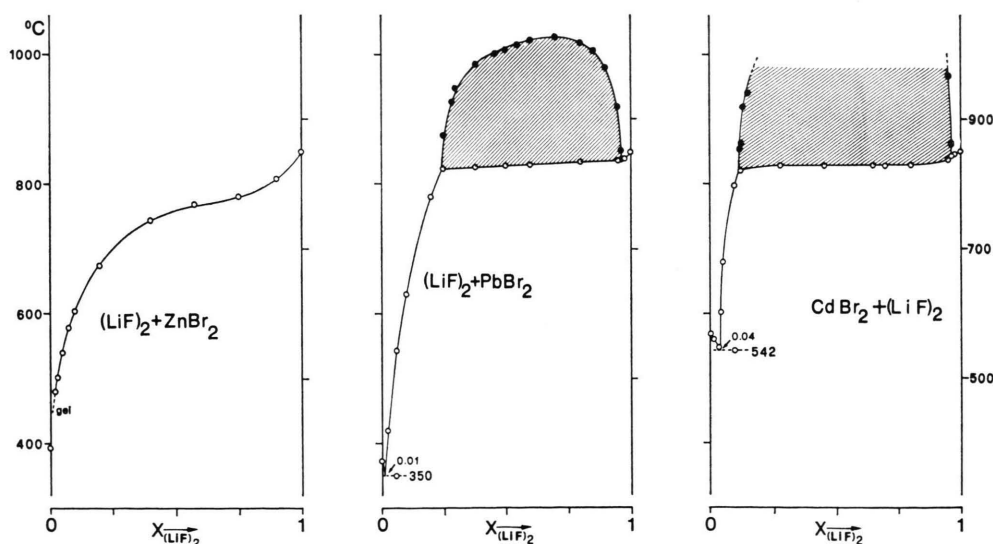 °C
1000
800
600
400
(LiF)2+ZnBr2
gel
0
1
X(LiF)2
(LiF)2+PbBr2
0.01
350
0
1
X(LiF)2
CdBr2+(LiF)2
0.04
542
900
700
500
0
1
X(LiF)2